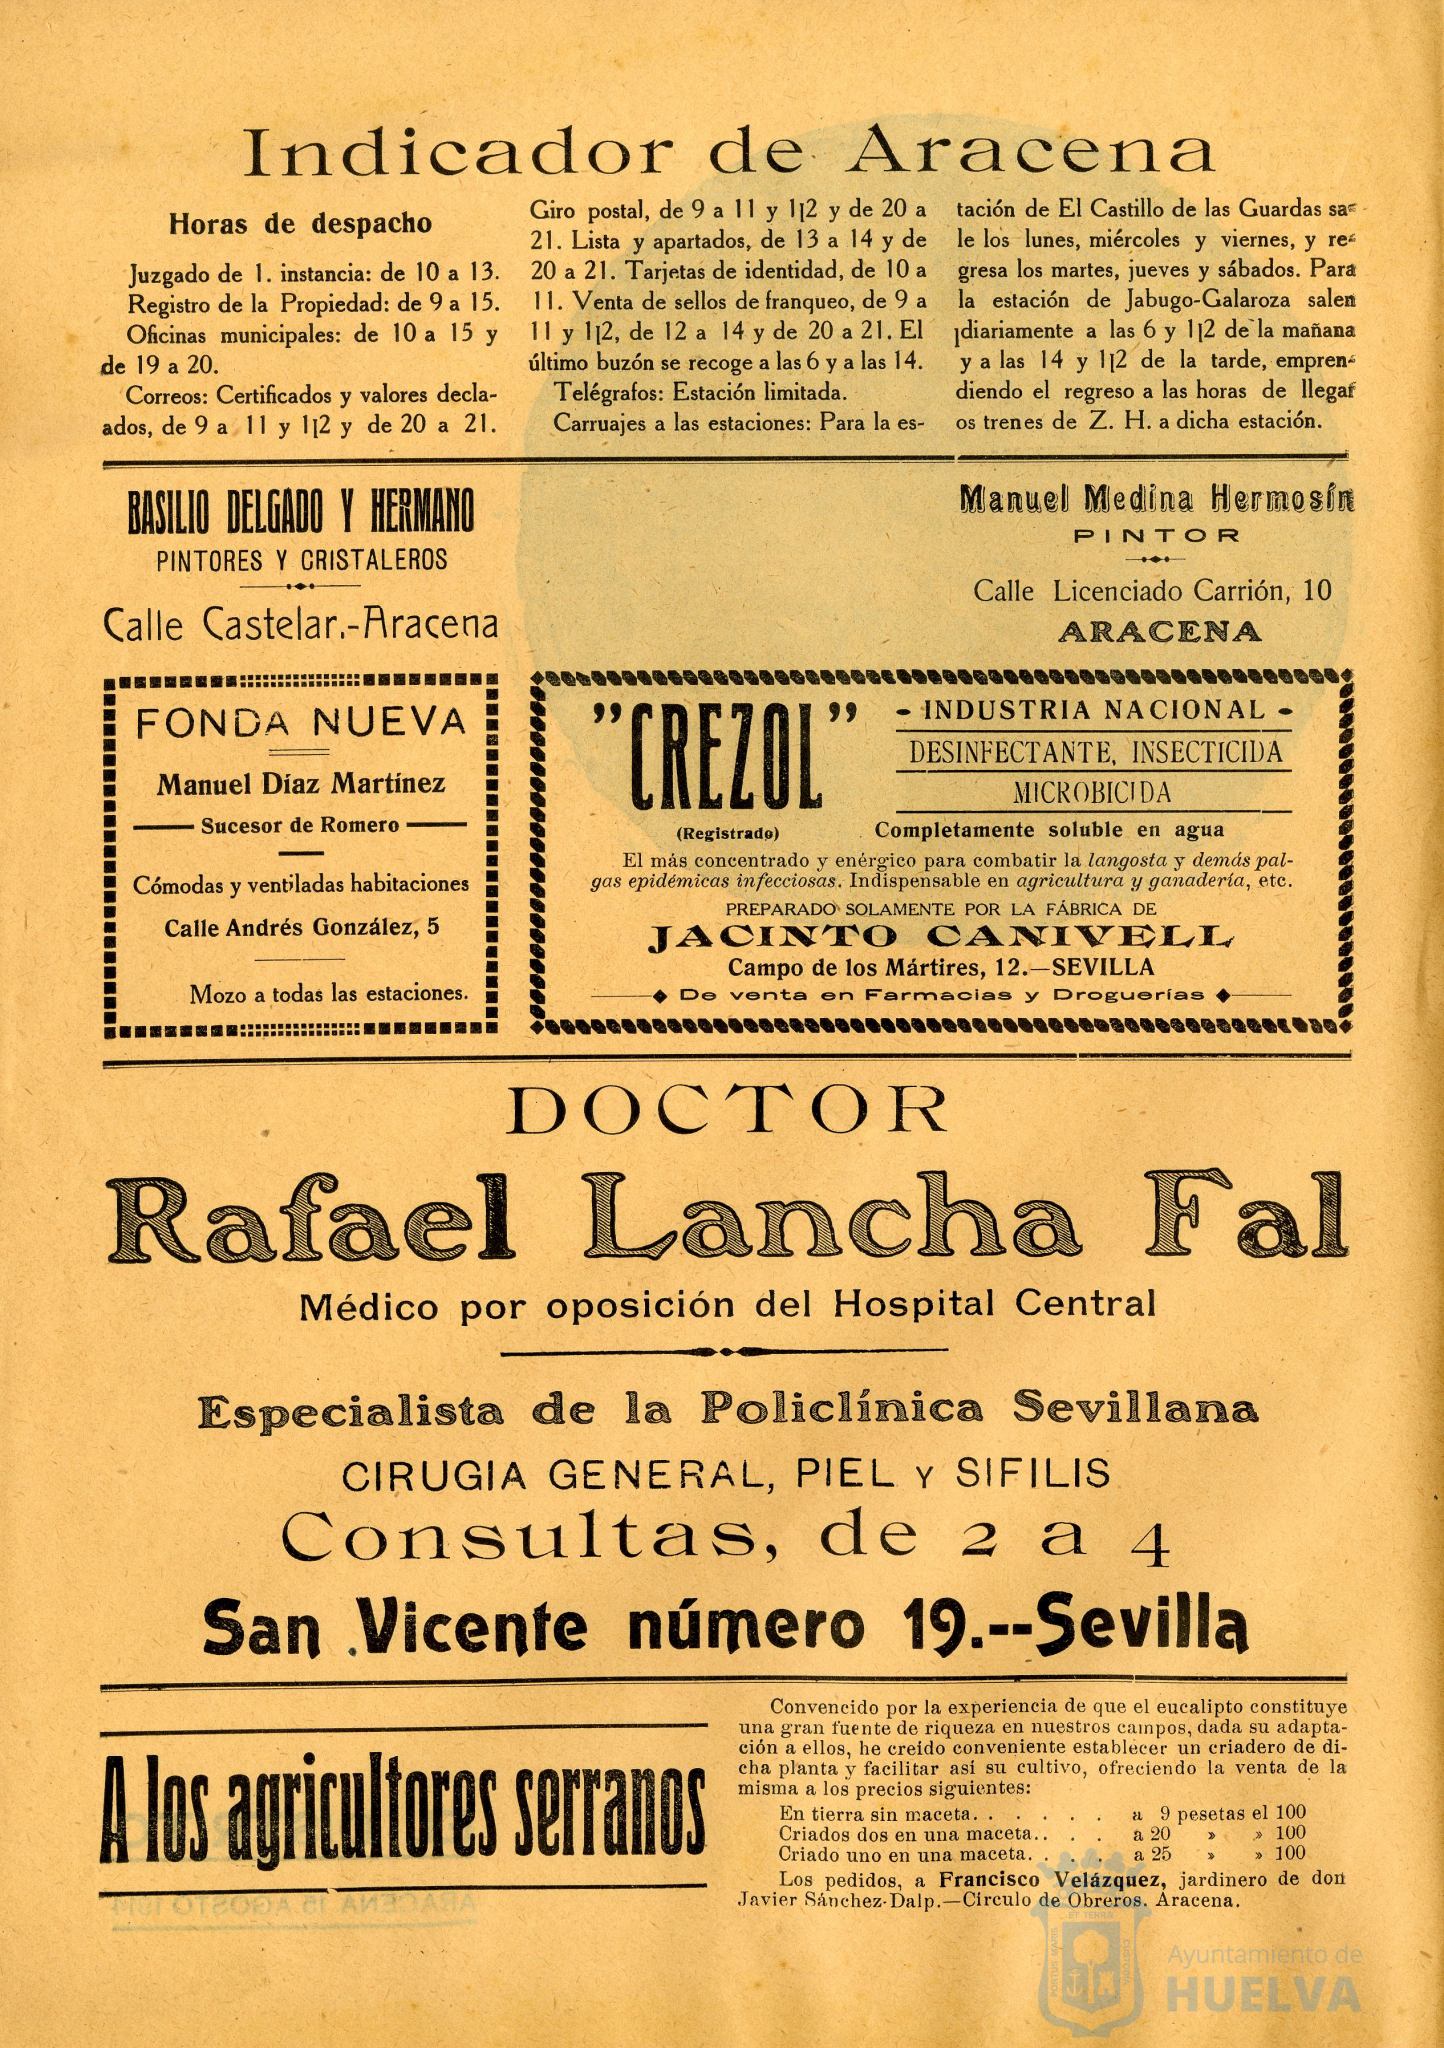 Indicador de Aracena
Horas de despacho
Juzgado de 1. instancia: de 10 a 13.
Registro de la Propiedad: de 9 a 15.
Oficinas municipales: de 10 a 15 y
de 19 a 20.
Correos: Certificados y valores decla-
ados, de 9 a 11 y 1¡2 y de 20 a 21.
Giro postal, de 9 a 11 y 1¡2 y de 20 a
21. Lista y apartados, de 13 a 14 y de
20 a 21. Tarjetas de identidad, de 10 a
11. Venta de sellos de franqueo, de 9 a
11 y 1¡2, de 12 a 14 y de 20 a 21. El
último buzón se recoge a las 6 y a las 14.
Telégrafos: Estación limitada.
Carruajes a las estaciones: Para la es-
tación de El Castillo de las Guardas sa-
le los lunes, miércoles y viernes, y re-
gresa los martes, jueves y sábados. Para
la estación de Jabugo-Galaroza salen
diariamente a las 6 y 1¡2 de la mañana
y a las 14 y 1¡2 de la tarde, empren-
diendo el regreso a las horas de llegar
os trenes de Z. H. a dicha estación.
BASILIO DELGADO Y HERMANO
PINTORES Y CRISTALEROS
Calle Castelar.-Aracena
Manuel Medina Hermosín
PINTOR
Calle Licenciado Carrión, 10
ARACENA
FONDA NUEVA
Manuel Díaz Martínez
Sucesor de Romero
Cómodas y ventiladas habitaciones
Calle Andrés González, 5
Mozo a todas las estaciones.
"CREZOL"
(Registrado)
- INDUSTRIA NACIONAL -
DESINFECTANTE, INSECTICIDA
MICROBICIDA
Completamente soluble en agua
El más concentrado y enérgico para combatir la langosta y demás pal-
gas epidémicas infecciosas. Indispensable en agricultura y ganadería, etc.
PREPARADO SOLAMENTE POR LA FÁBRICA DE
JACINTO CANIVELL
Campo de los Mártires, 12.—SEVILLA
De venta en Farmacias y Droguerías
DOCTOR
Rafael Lancha Fal
Médico por oposición del Hospital Central
Especialista de la Policlínica Sevillana
CIRUGIA GENERAL, PIEL Y SIFILIS
Consultas, de 2 a 4
San Vicente número 19.--Sevilla
A los agricultores serranos
Convencido por la experiencia de que el eucalipto constituye
una gran fuente de riqueza en nuestros campos, dada su adapta-
ción a ellos, he creido conveniente establecer un criadero de di-
cha planta y facilitar así su cultivo, ofreciendo la venta de la
misma a los precios siguientes:
En tierra sin maceta. . . . . . a 9 pesetas el 100
Criados dos en una maceta.. . . a 20 » » 100
Criado uno en una maceta. . . . a 25 » » 100
Los pedidos, a Francisco Velázquez, jardinero de don
Javier Sánchez-Dalp.—Círculo de Obreros. Aracena.
Ayuntamiento de
HUELVA